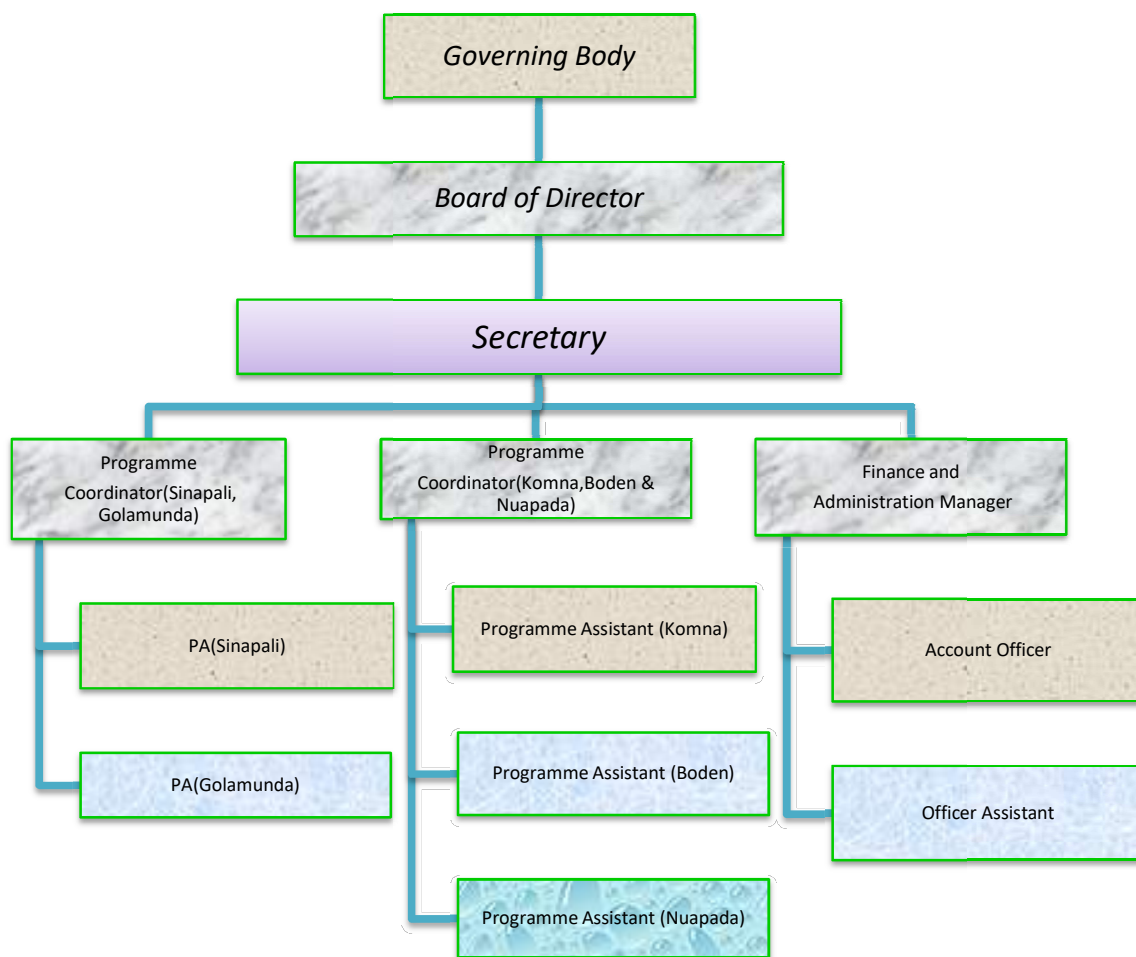 Governing Body
Board of Director
Secretary
Programme
Coordinator(Sinapali,
Golamunda)
Programme
Coordinator(Komna,Boden &
Nuapada)
Finance and
Administration Manager
PA(Sinapali)
Programme Assistant (Komna)
Account Officer
PA(Golamunda)
Programme Assistant (Boden)
Officer Assistant
Programme Assistant (Nuapada)